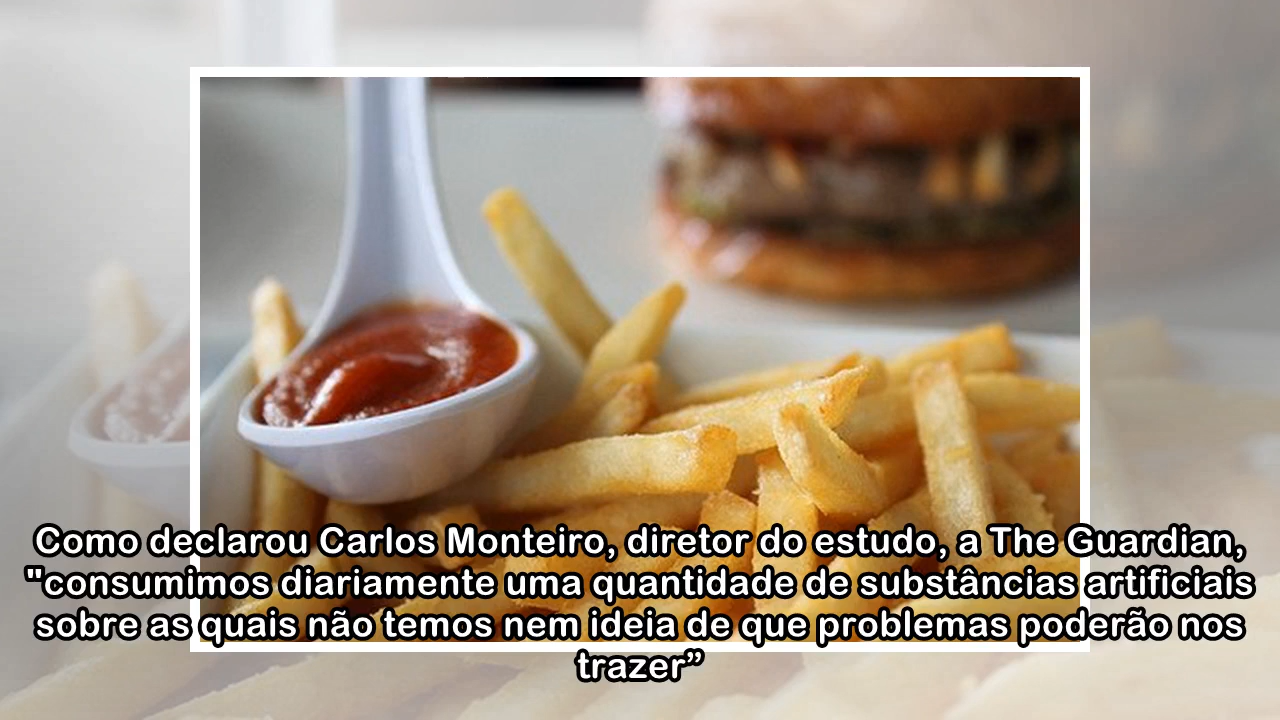 Como declarou Carlos Monteiro, diretor do estudo, a The Guardian,
"consumimos diariamente uma quantidade de substâncias artificiais
sobre as quais não temos nem ideia de que problemas poderão nos
trazer”